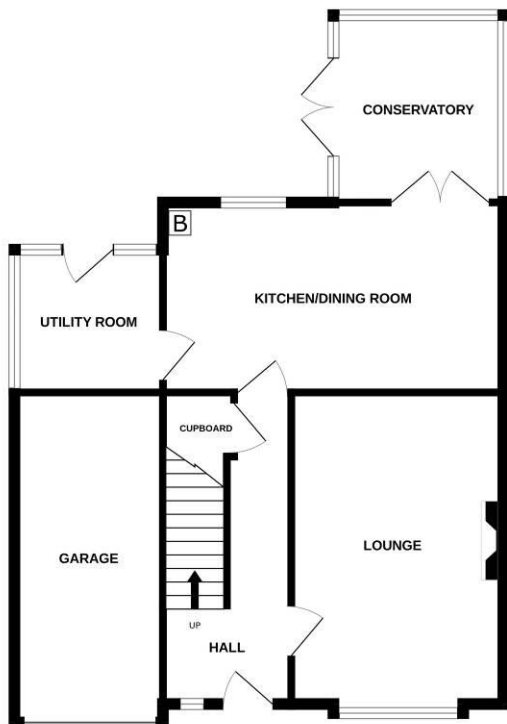 CONSERVATORY
B
KITCHEN/DINING ROOM
UTILITY ROOM
CUPBOARD
LOUNGE
GARAGE
UP
HALL